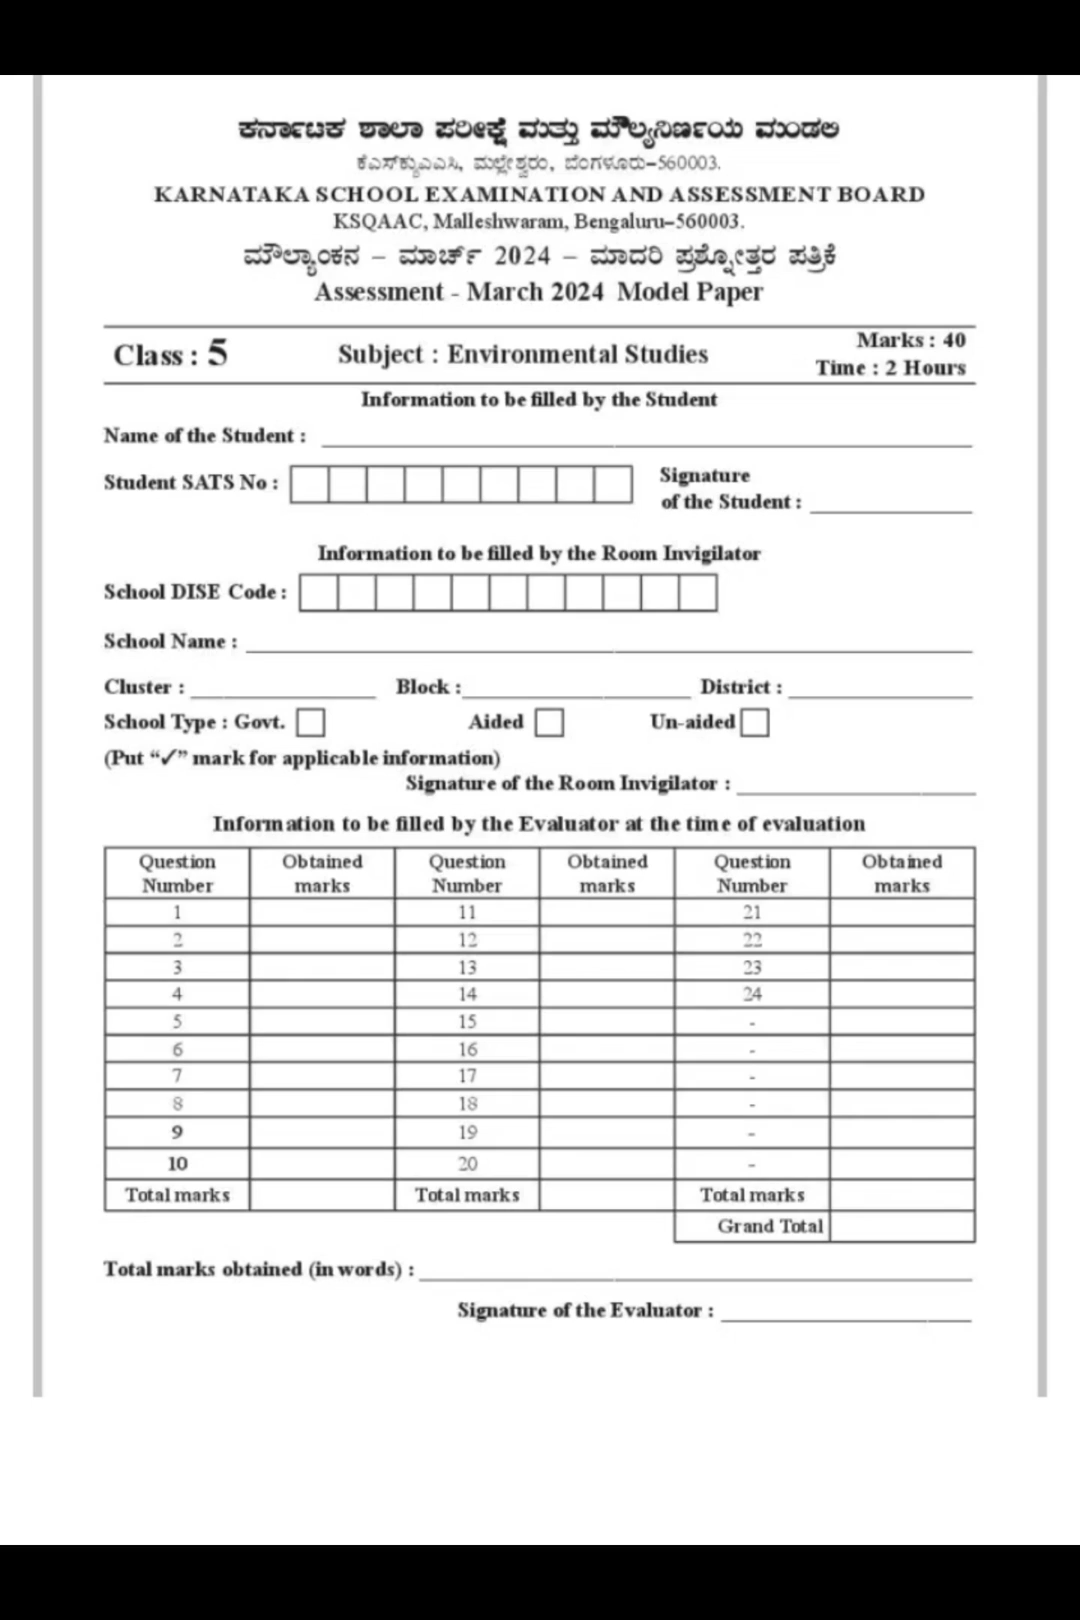 ಕರ್ನಾಟಕ ಶಾಲಾ ಪರೀಕ್ಷೆ ಮತ್ತು ಮೌಲ್ಯನಿರ್ಣಯ ಮಂಡಲಿ
ಕೆಎಸ್‌ಕ್ಯುಎಎಸಿ, ಮಲ್ಲೇಶ್ವರಂ, ಬೆಂಗಳೂರು–560003.
KARNATAKA SCHOOL EXAMINATION AND ASSESSMENT BOARD
KSQAAC, Malleshwaram, Bengaluru–560003.
ಮೌಲ್ಯಾಂಕನ – ಮಾರ್ಚ್ 2024 – ಮಾದರಿ ಪ್ರಶ್ನೋತ್ತರ ಪತ್ರಿಕೆ
Assessment - March 2024 Model Paper
Class : 5 Subject : Environmental Studies Marks : 40
Time : 2 Hours
Information to be filled by the Student
Name of the Student :
Student SATS No : Signature
of the Student :
Information to be filled by the Room Invigilator
School DISE Code :
School Name :
Cluster : Block : District :
School Type : Govt. Aided Un-aided
(Put “✓” mark for applicable information)
Signature of the Room Invigilator :
Information to be filled by the Evaluator at the time of evaluation
Question Obtained Question Obtained Question Obtained
Number marks Number marks Number marks
1 11 21
2 12 22
3 13 23
4 14 24
5 15 -
6 16 -
7 17 -
8 18 -
9 19 -
10 20 -
Total marks Total marks Total marks
Grand Total
Total marks obtained (in words) :
Signature of the Evaluator :